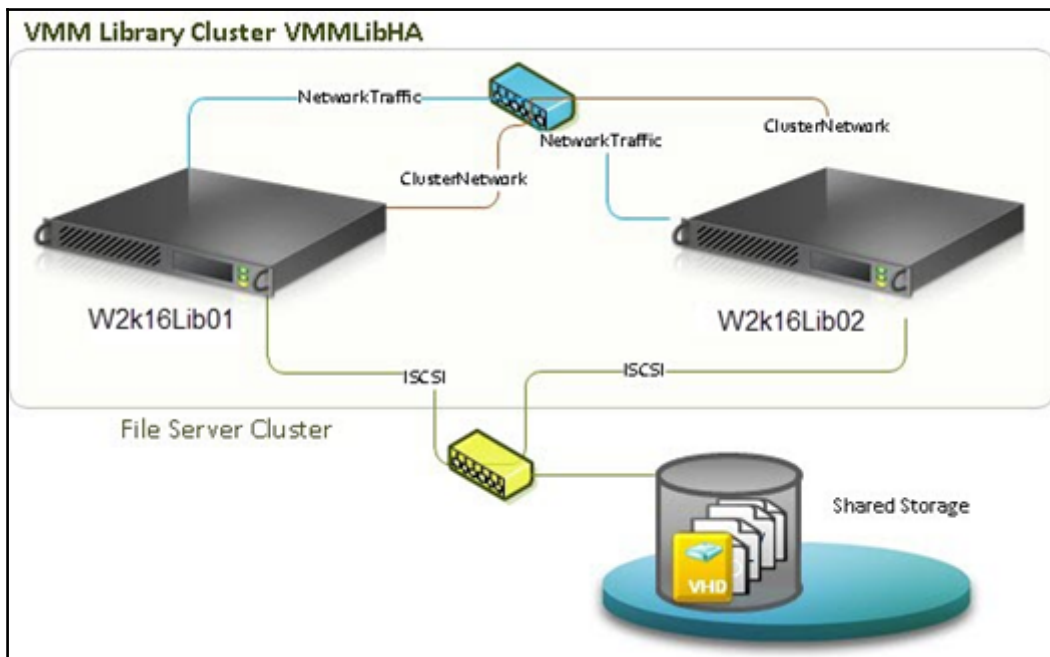 VMM Library Cluster VMMLibHA
NetworkTraffic
ClusterNetwork
NetworkTraffic
ClusterNetwork
W2k16Lib01
W2k16Lib02
ISCSI
ISCSI
File Server Cluster
Shared Storage
VHD